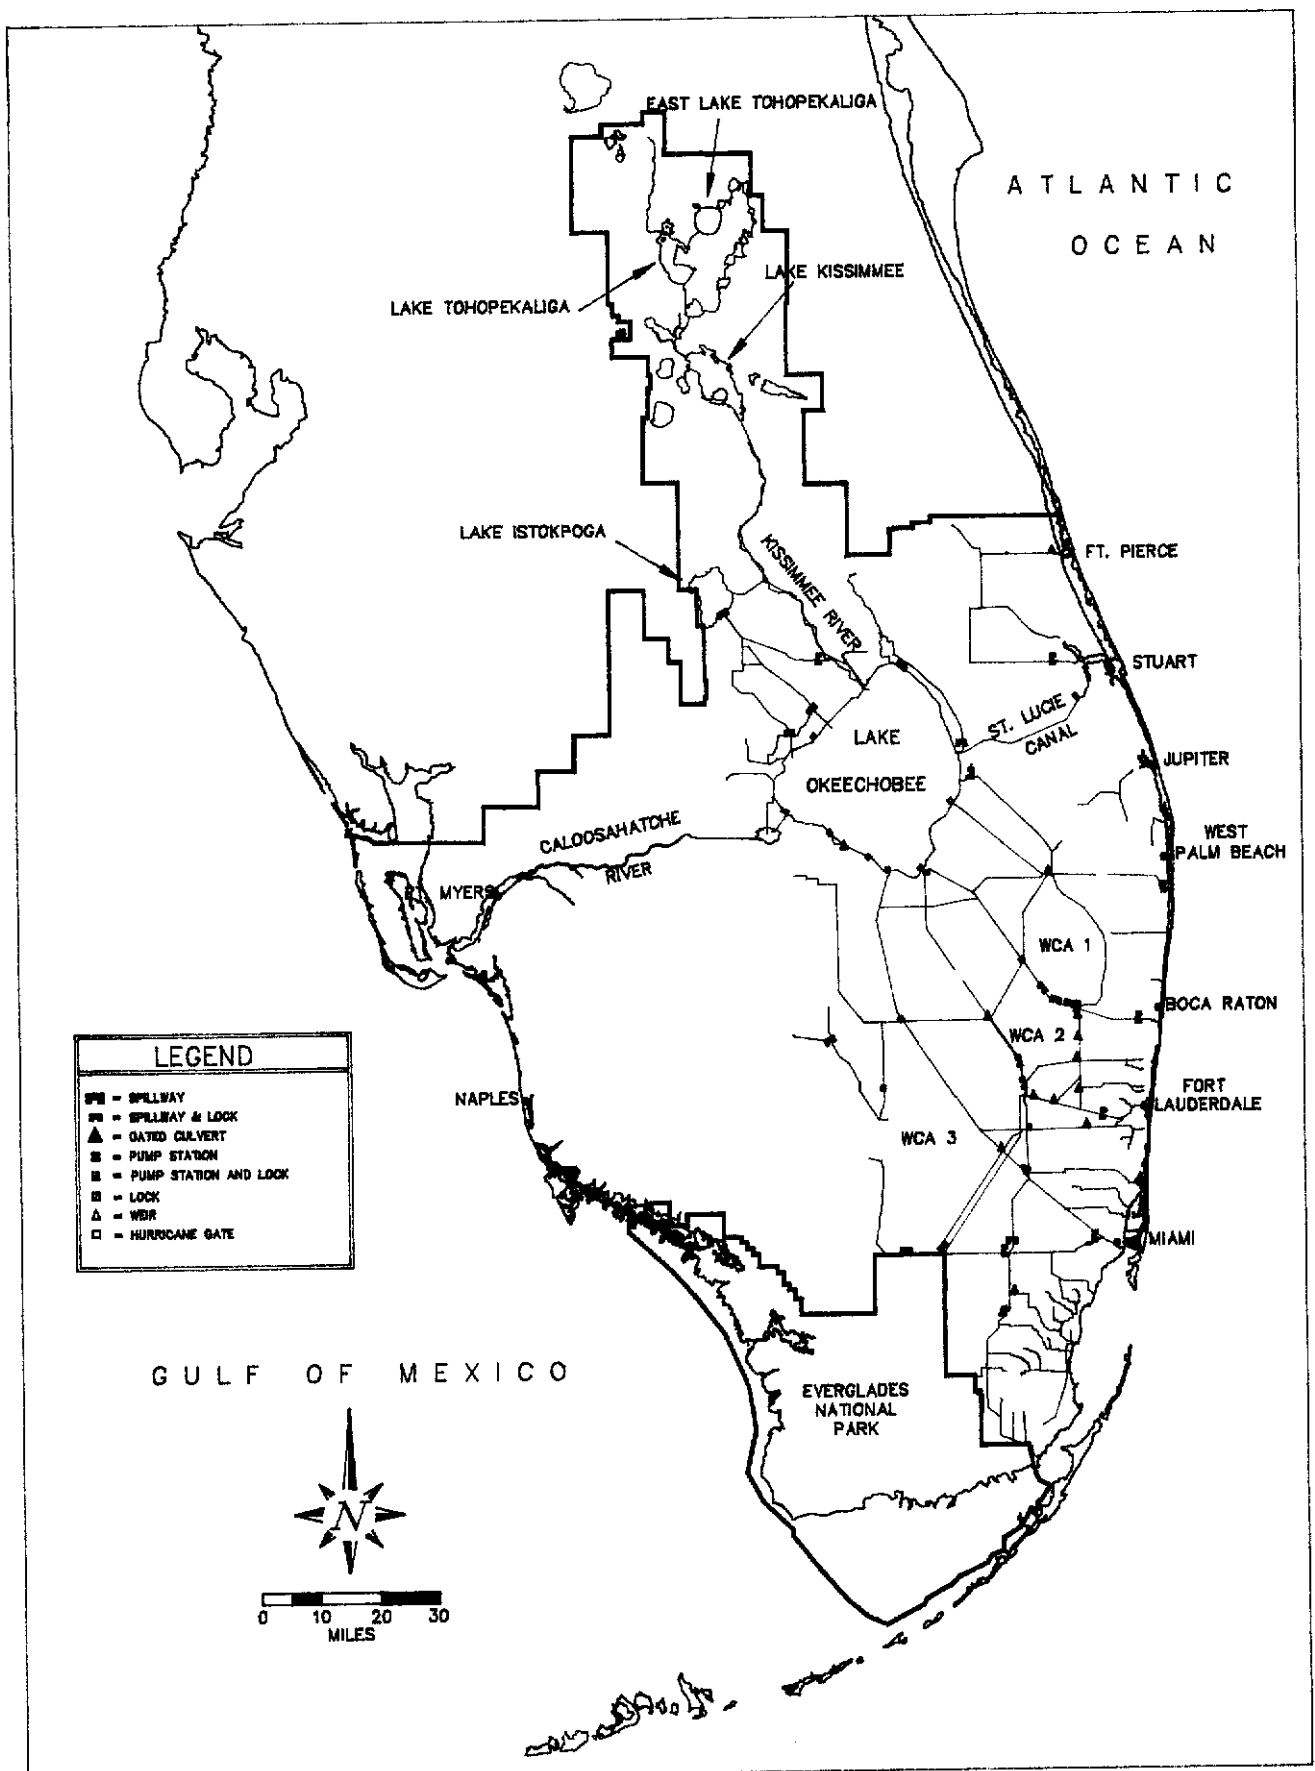 EAST LAKE TOHOPEKALIGA
ATLANTIC
OCEAN
LAKE KISSIMMEE
LAKE TOHOPEKALIGA
LAKE ISTOKPOGA
KISSIMMEE RIVER
FT. PIERCE
STUART
ST. LUCIE
CANAL
LAKE
OKEECHOBEE
JUPITER
CALOOSAHATCHE
RIVER
WEST
PALM BEACH
MYERS
WCA 1
BOCA RATON
WCA 2
LEGEND
= SPILLWAY
= SPILLWAY & LOCK
= GATED CULVERT
= PUMP STATION
= PUMP STATION AND LOCK
= LOCK
= WEIR
= HURRICANE GATE
NAPLES
FORT
LAUDERDALE
WCA 3
MIAMI
GULF OF MEXICO
EVERGLADES
NATIONAL
PARK
N
0 10 20 30
MILES